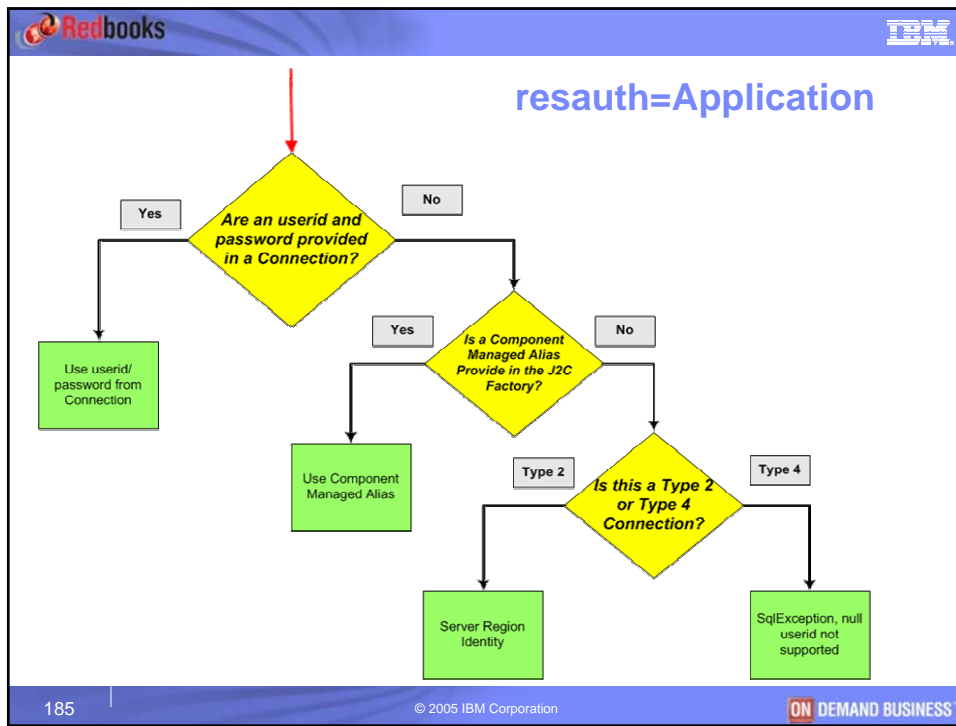 Redbooks
IBM.
resauth=Application
Yes
No
Are an userid and
password provided
in a Connection?
Use userid/
password from
Connection
Yes
No
Is a Component
Managed Alias
Provide in the J2C
Factory?
Use Component
Managed Alias
Type 2
Type 4
Is this a Type 2
or Type 4
Connection?
Server Region
Identity
SqlException, null
userid not
supported
185
© 2005 IBM Corporation
ON DEMAND BUSINESS